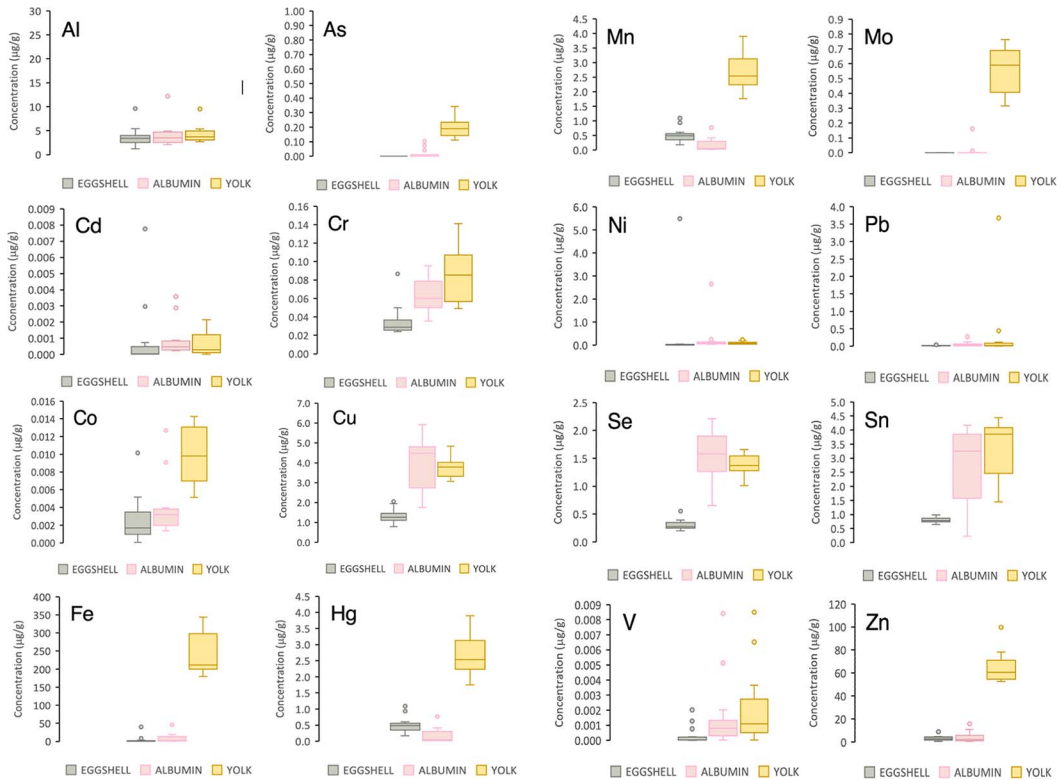 Al
Concentration (µg/g)
30
25
20
15
10
5
0
EGGSHELL ALBUMIN YOLK
As
Concentration (µg/g)
1.00
0.80
0.60
0.40
0.20
0.00
EGGSHELL ALBUMIN YOLK
Mn
Concentration (µg/g)
4.5
4.0
3.5
3.0
2.5
2.0
1.5
1.0
0.5
0.0
EGGSHELL ALBUMIN YOLK
Mo
Concentration (µg/g)
0.9
0.8
0.7
0.6
0.5
0.4
0.3
0.2
0.1
0.0
EGGSHELL ALBUMIN YOLK
Cd
Cconentration (µg/g)
0.009
0.008
0.007
0.006
0.005
0.004
0.003
0.002
0.001
0.000
EGGSHELL ALBUMIN YOLK
Cr
Concentration (µg/g)
0.16
0.14
0.12
0.10
0.08
0.06
0.04
0.02
0.00
EGGSHELL ALBUMIN YOLK
Ni
Concentration (µg/g)
6.0
5.0
4.0
3.0
2.0
1.0
0.0
EGGSHELL ALBUMIN YOLK
Pb
Concentration (µg/g)
4.0
3.5
3.0
2.5
2.0
1.5
1.0
0.5
0.0
EGGSHELL ALBUMIN YOLK
Co
Concentration (µg/g)
0.016
0.014
0.012
0.010
0.008
0.006
0.004
0.002
0.000
EGGSHELL ALBUMIN YOLK
Cu
Concentration (µg/g)
7.0
6.0
5.0
4.0
3.0
2.0
1.0
0.0
EGGSHELL ALBUMIN YOLK
Se
Concentration (µg/g)
2.5
2.0
1.5
1.0
0.5
0.0
EGGSHELL ALBUMIN YOLK
Sn
Concentration (µg/g)
5.0
4.5
4.0
3.5
3.0
2.5
2.0
1.5
1.0
0.5
0.0
EGGSHELL ALBUMIN YOLK
Fe
Concentration (µg/g)
400
350
300
250
200
150
100
50
0
EGGSHELL ALBUMIN YOLK
Hg
Concentration (µg/g)
4.5
4.0
3.5
3.0
2.5
2.0
1.5
1.0
0.5
0.0
EGGSHELL ALBUMIN YOLK
V
Concentration (µg/g)
0.009
0.008
0.007
0.006
0.005
0.004
0.003
0.002
0.001
0.000
EGGSHELL ALBUMIN YOLK
Zn
Concentration (µg/g)
120
100
80
60
40
20
0
EGGSHELL ALBUMIN YOLK